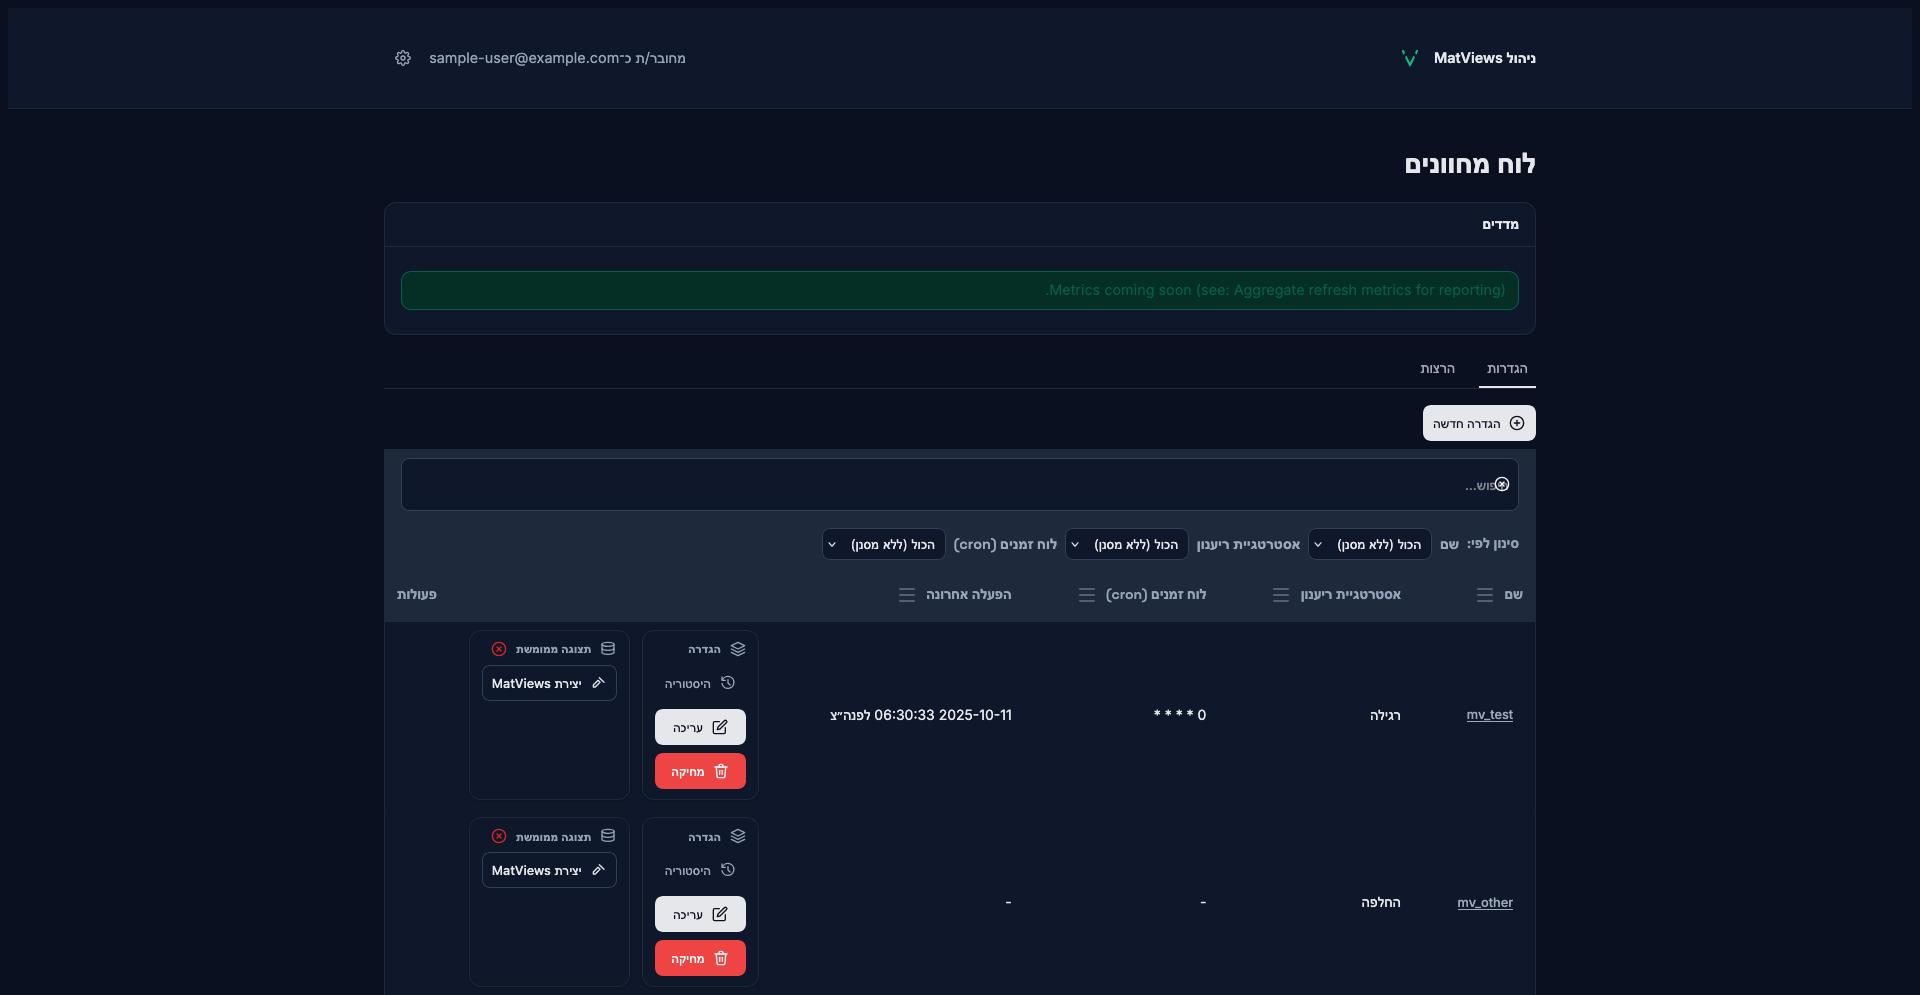 ניהול MatViews
מחובר/ת כ־sample-user@example.com
לוח מחוונים
מדדים
Metrics coming soon (see: Aggregate refresh metrics for reporting).
הגדרות
הרצות
הגדרה חדשה
סינון לפי: שם הכול (ללא מסנן) אסטרטגיית ריענון הכול (ללא מסנן) לוח זמנים (cron) הכול (ללא מסנן)
שם אסטרטגיית ריענון לוח זמנים (cron) הפעלה אחרונה פעולות
mv_test רגילה 0 * * * * 2025-10-11 06:30:33 לפנה״צ
הגדרה
היסטוריה
עריכה
מחיקה
תצוגה ממומשת
יצירת MatViews
mv_other החלפה - -
הגדרה
היסטוריה
עריכה
מחיקה
תצוגה ממומשת
יצירת MatViews